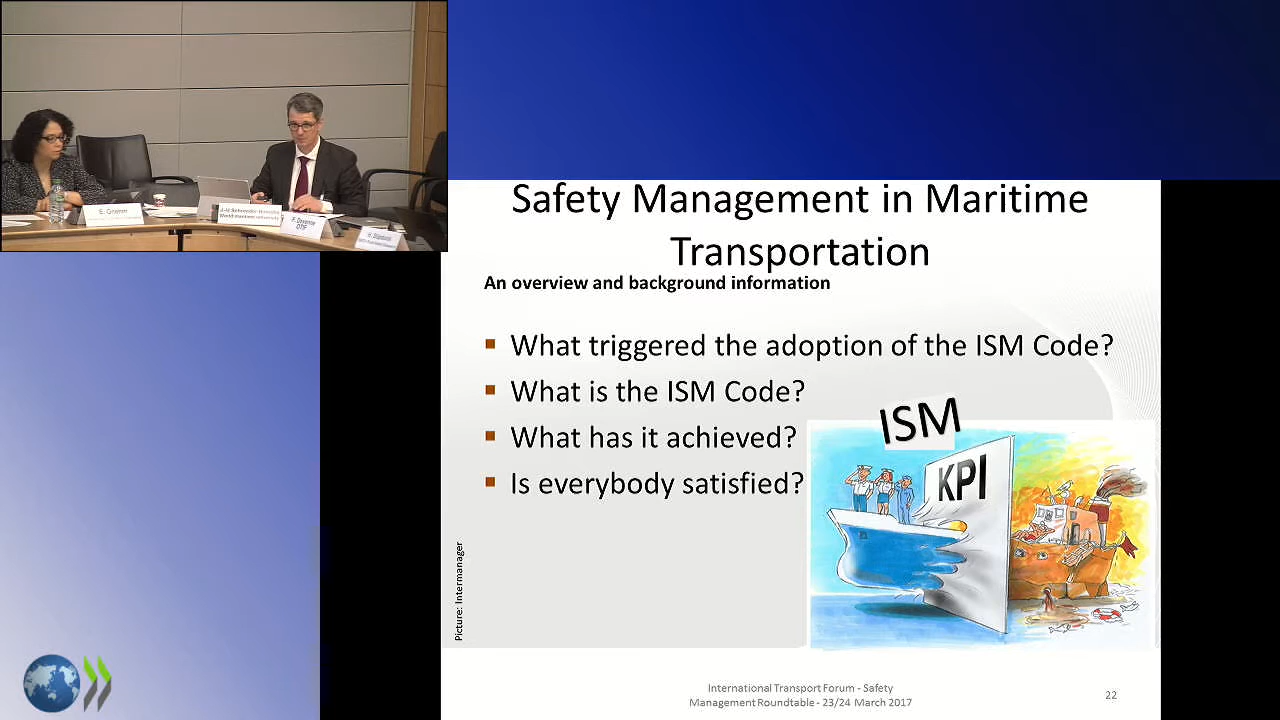 Safety Management in Maritime
Transportation
An overview and background information
▪ What triggered the adoption of the ISM Code?
▪ What is the ISM Code?
▪ What has it achieved?
▪ Is everybody satisfied?
ISM
KPI
Picture: Intermanager
International Transport Forum - Safety
Management Roundtable - 23/24 March 2017
22